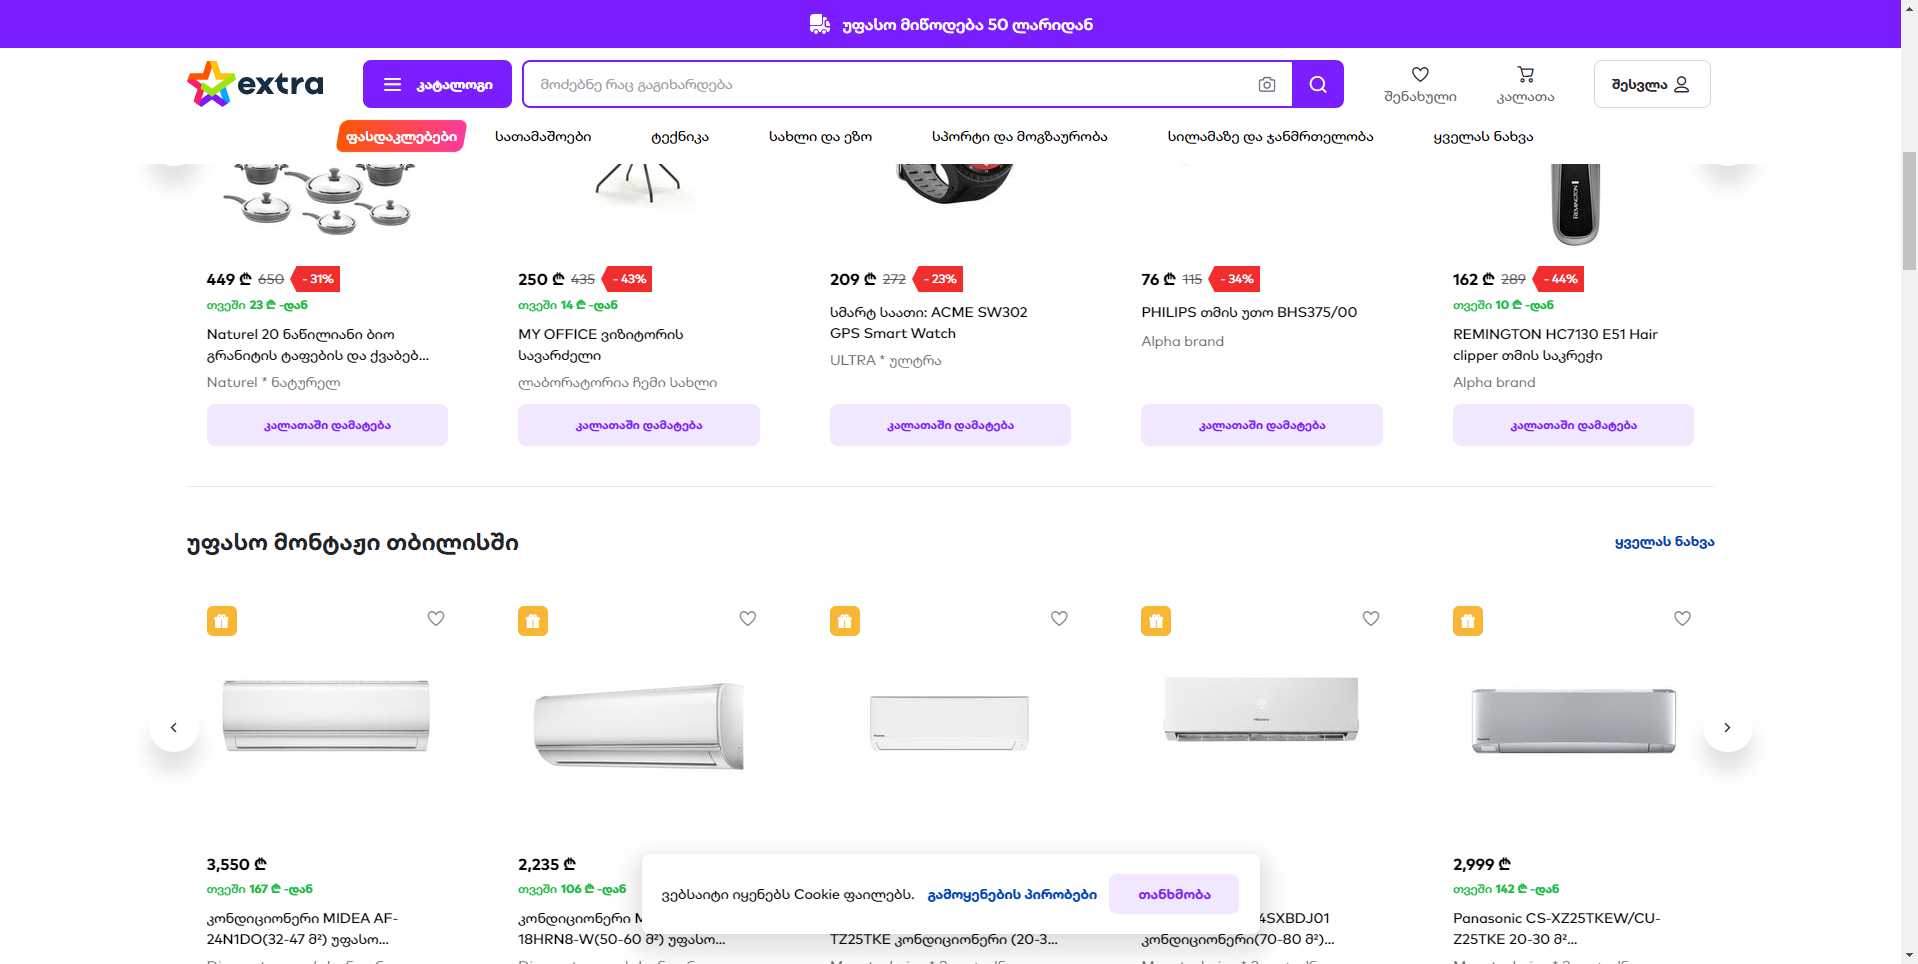 უფასო მიწოდება 50 ლარიდან
extra
კატალოგი
მოძებნე რაც გაგიხარდება
შენახული
კალათა
შესვლა
ფასდაკლებები
სათამაშოები
ტექნიკა
სახლი და ეზო
სპორტი და მოგზაურობა
სილამაზე და ჯანმრთელობა
ყველას ნახვა
REMINGTON
449 ₾ 650 - 31%
თვეში 23 ₾ -დან
Naturel 20 ნაწილიანი ბიო
გრანიტის ტაფების და ქვაბებ...
Naturel * ნატურელ
კალათაში დამატება
250 ₾ 435 - 43%
თვეში 14 ₾ -დან
MY OFFICE ვიზიტორის
სავარძელი
ლაბორატორია ჩემი სახლი
კალათაში დამატება
209 ₾ 272 - 23%
სმარტ საათი: ACME SW302
GPS Smart Watch
ULTRA * ულტრა
კალათაში დამატება
76 ₾ 115 - 34%
PHILIPS თმის უთო BHS375/00
Alpha brand
კალათაში დამატება
162 ₾ 289 - 44%
თვეში 10 ₾ -დან
REMINGTON HC7130 E51 Hair
clipper თმის საკრეჭი
Alpha brand
კალათაში დამატება
უფასო მონტაჟი თბილისში
ყველას ნახვა
3,550 ₾
თვეში 167 ₾ -დან
კონდიციონერი MIDEA AF-
24N1DO(32-47 მ²) უფასო...
2,235 ₾
თვეში 106 ₾ -დან
კონდიციონერი M
18HRN8-W(50-60 მ²) უფასო...
TZ25TKE კონდიციონერი (20-3...
4SXBDJ01
კონდიციონერი(70-80 მ²)...
2,999 ₾
თვეში 142 ₾ -დან
Panasonic CS-XZ25TKEW/CU-
Z25TKE 20-30 მ²...
ვებსაიტი იყენებს Cookie ფაილებს. გამოყენების პირობები
თანხმობა